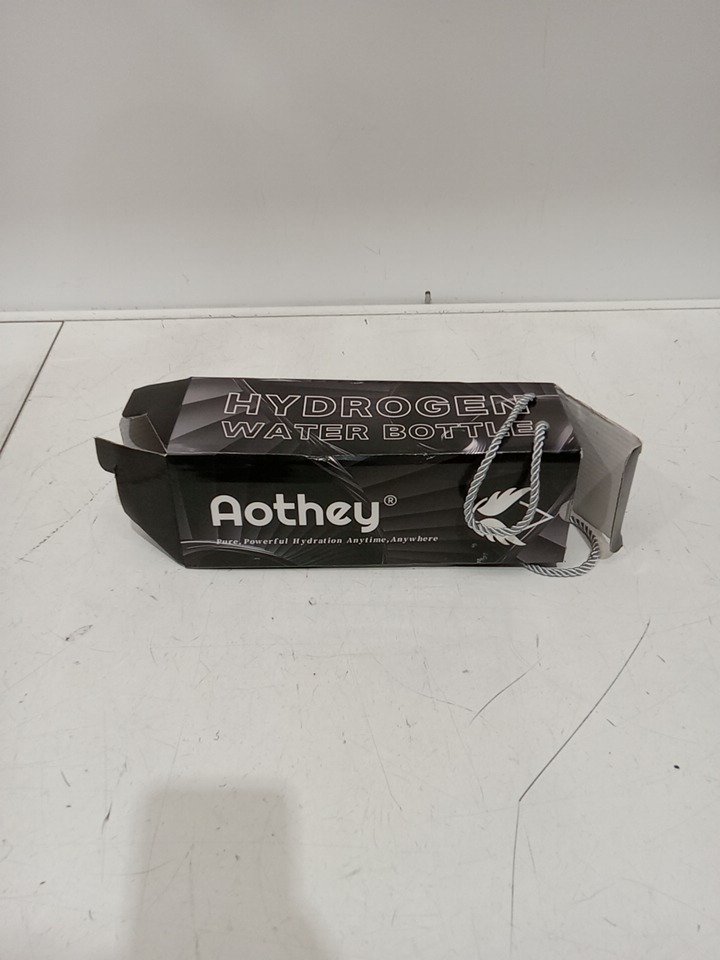 HYDROGEN
WATER BOTTLE
Aothey®
Pure, Powerful Hydration Anytime, Anywhere